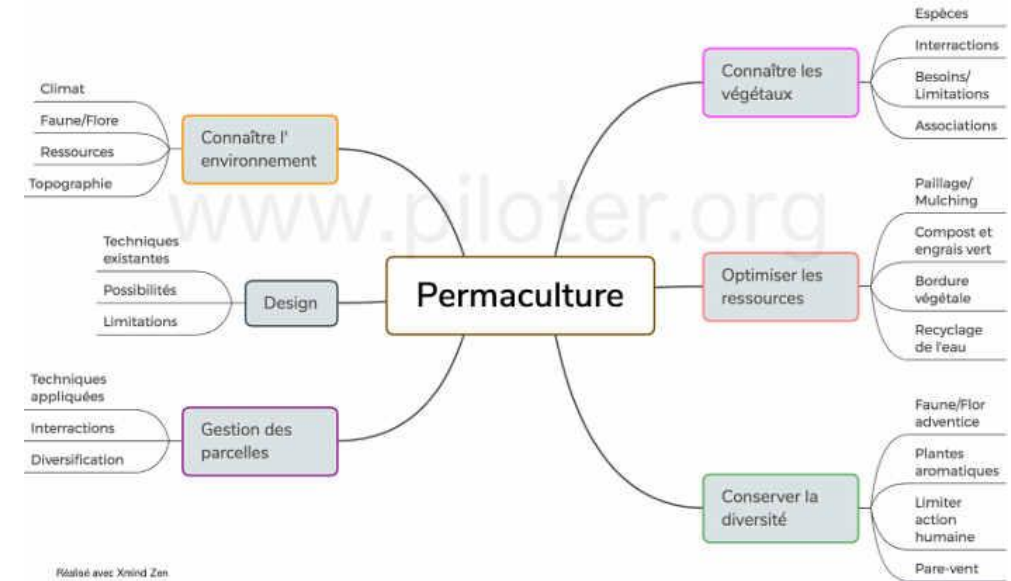 Permaculture
Connaître les
végétaux
Espèces
Interractions
Besoins/
Limitations
Associations
Optimiser les
ressources
Paillage/
Mulching
Compost et
engrais vert
Bordure
végétale
Recyclage
de l'eau
Conserver la
diversité
Faune/Flor
adventice
Plantes
aromatiques
Limiter
action
humaine
Pare-vent
Connaître l'
environnement
Climat
Faune/Flore
Ressources
Topographie
Design
Techniques
existantes
Possibilités
Limitations
Gestion des
parcelles
Techniques
appliquées
Interractions
Diversification
www.piloter.org
Réalisé avec Xmind Zen